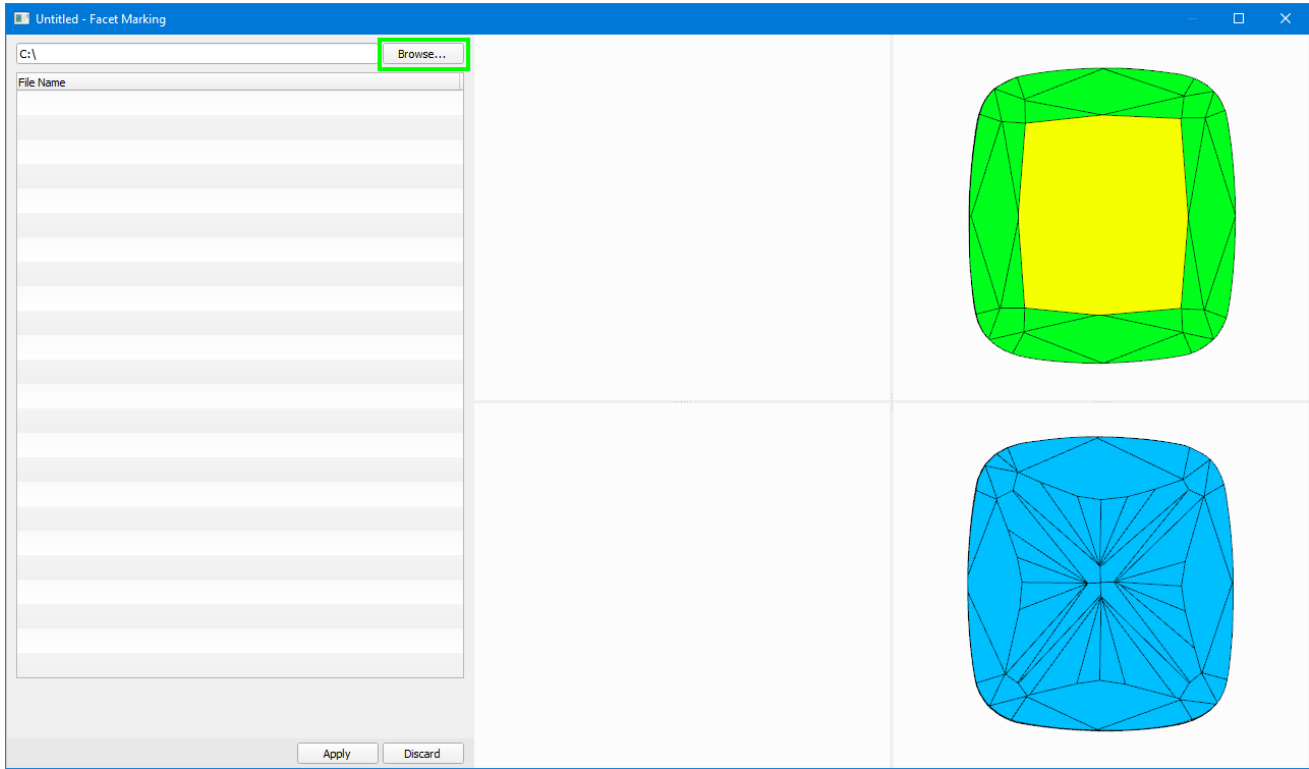 Untitled - Facet Marking
C:\
Browse...
File Name
Apply
Discard